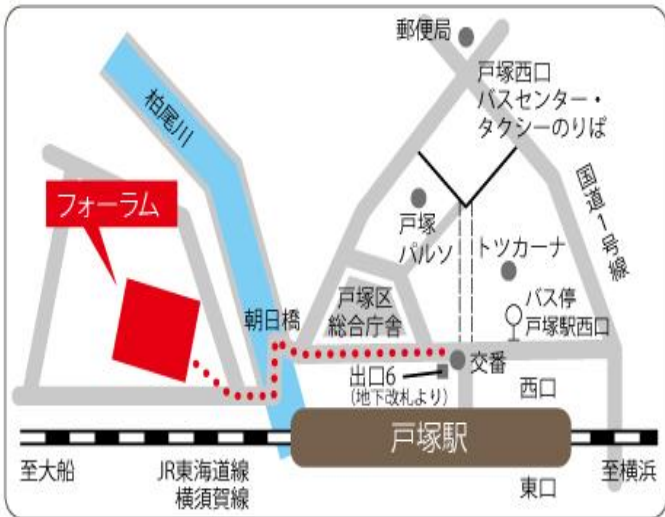 郵便局
戸塚西口
バスセンター・
タクシーのりば
柏尾川
国道1号線
フォーラム
戸塚
パルソ
トツカーナ
戸塚区
総合庁舎
バス停
戸塚駅西口
朝日橋
交番
出口6
(地下改札より)
西口
戸塚駅
至大船
JR東海道線
横須賀線
至横浜
東口